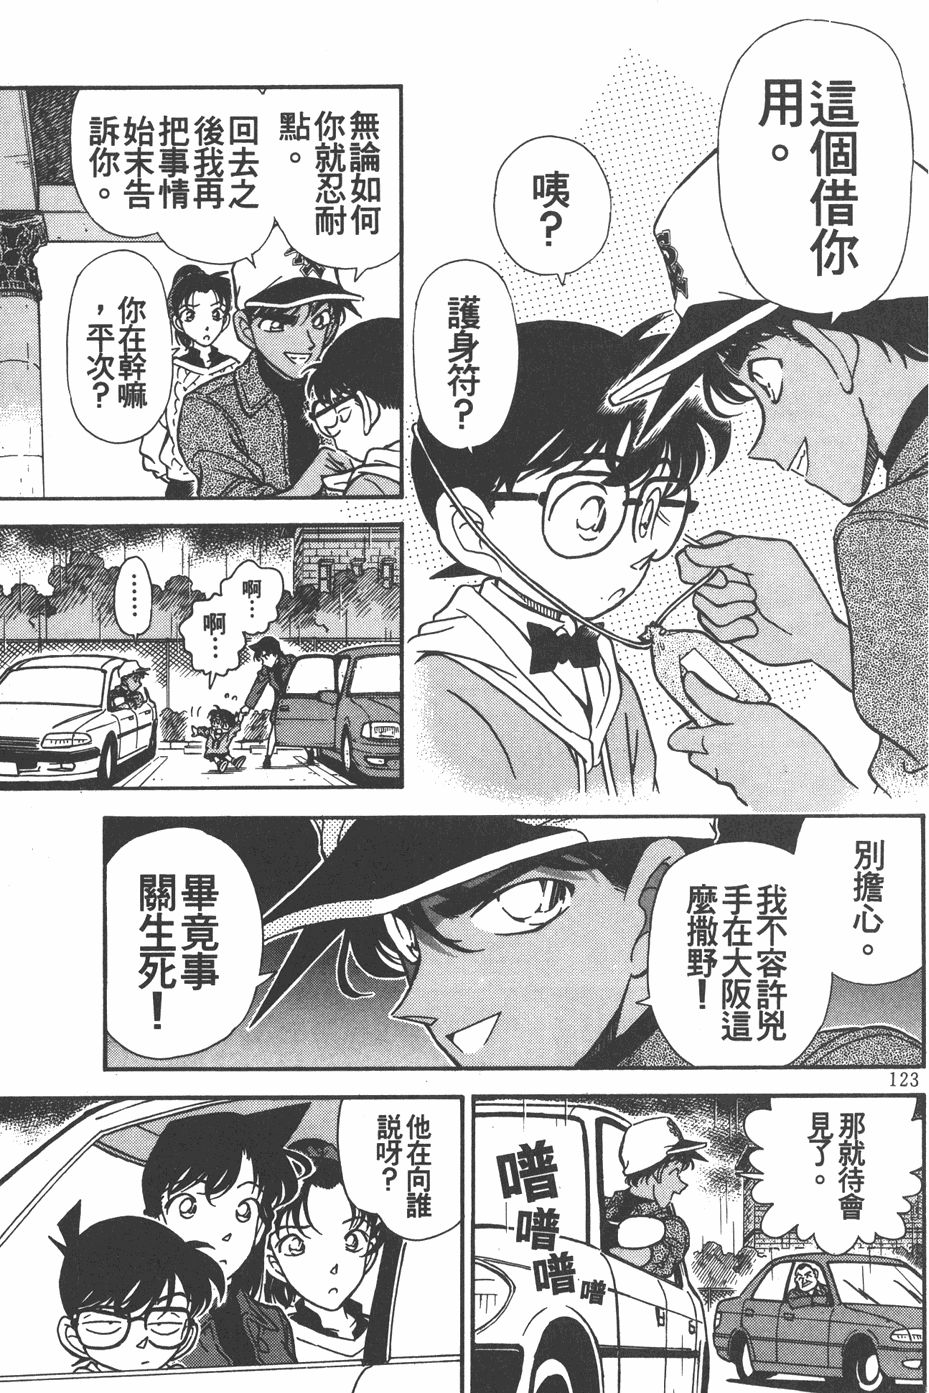 這個借你
用。
咦？
護身符？
無論如何
你就忍耐
點。
回去之
後我再
把事情
始末告
訴你。
你在幹嘛
，平次？
啊…
啊…
……
別擔心。
我不容許兇
手在大阪這
麼撒野！
畢竟事
關生死！
123
那就待會
見了。
噜
噜
噜
噜
他在向誰
説呀？